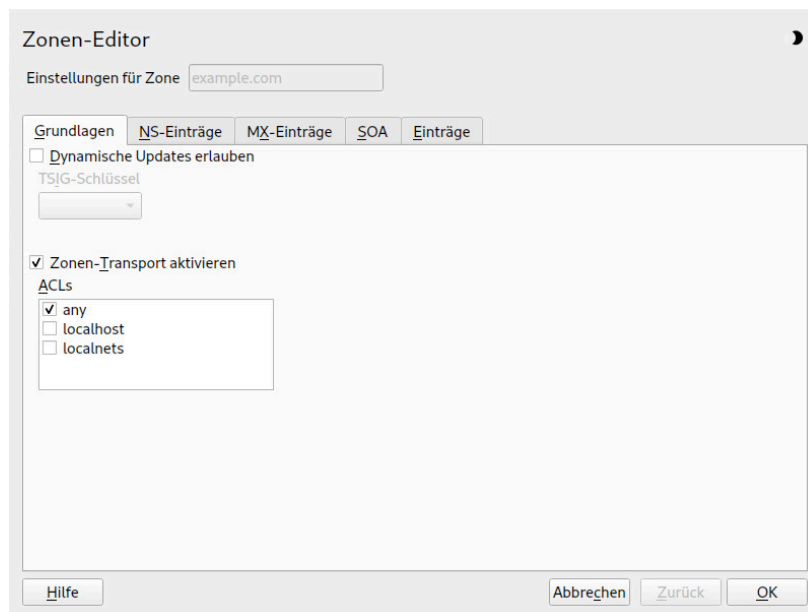 Zonen-Editor
Einstellungen für Zone example.com
Grundlagen NS-Einträge MX-Einträge SOA Einträge
Dynamische Updates erlauben
TSIG-Schlüssel
Zonen-Transport aktivieren
ACLs
any
localhost
localnets
Hilfe Abbrechen Zurück OK